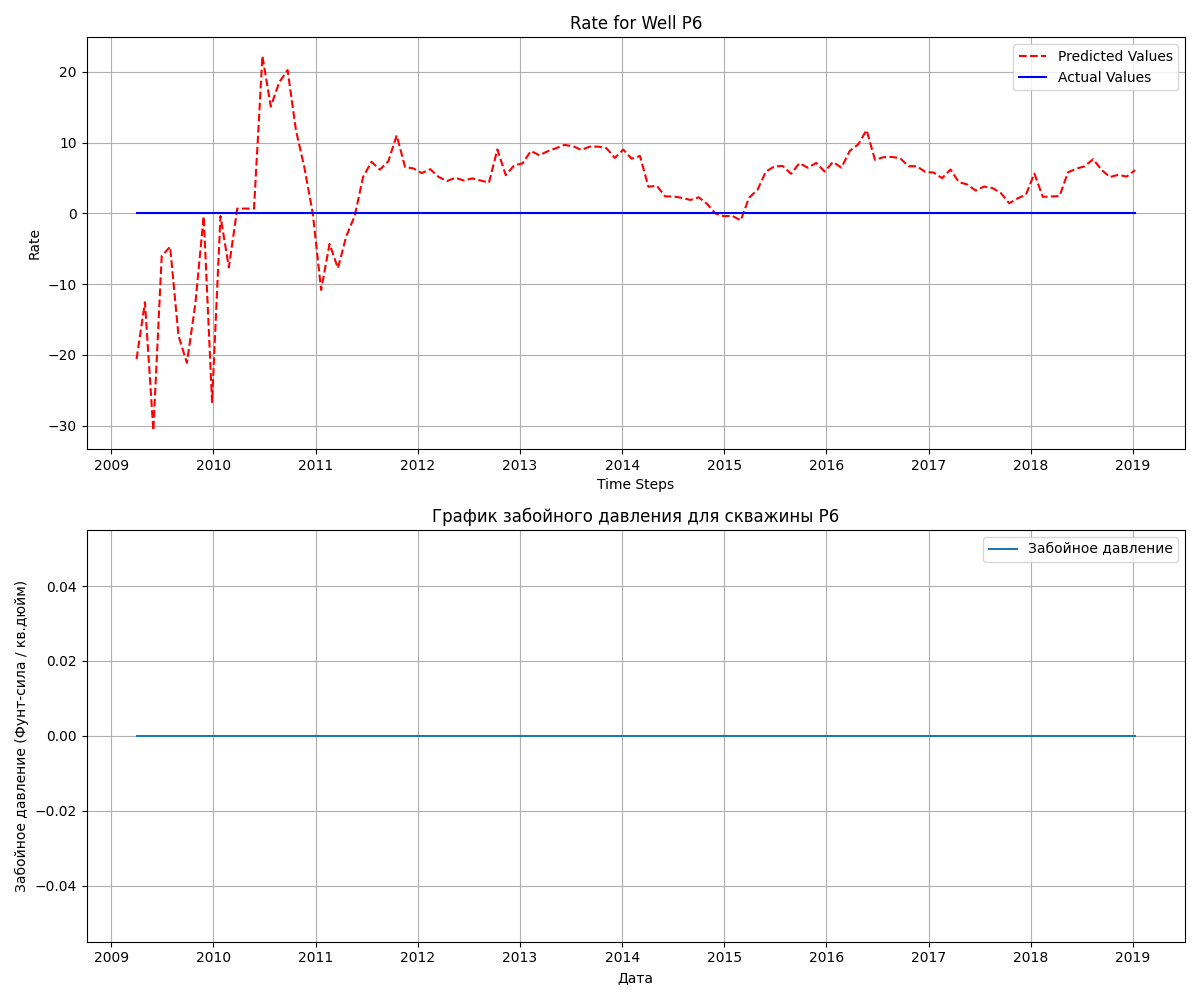 Rate for Well P6
Predicted Values
Actual Values
Rate
20
10
0
−10
−20
−30
2009 2010 2011 2012 2013 2014 2015 2016 2017 2018 2019
Time Steps
График забойного давления для скважины P6
Забойное давление
Забойное давление (Фунт-сила / кв.дюйм)
0.04
0.02
0.00
−0.02
−0.04
2009 2010 2011 2012 2013 2014 2015 2016 2017 2018 2019
Дата